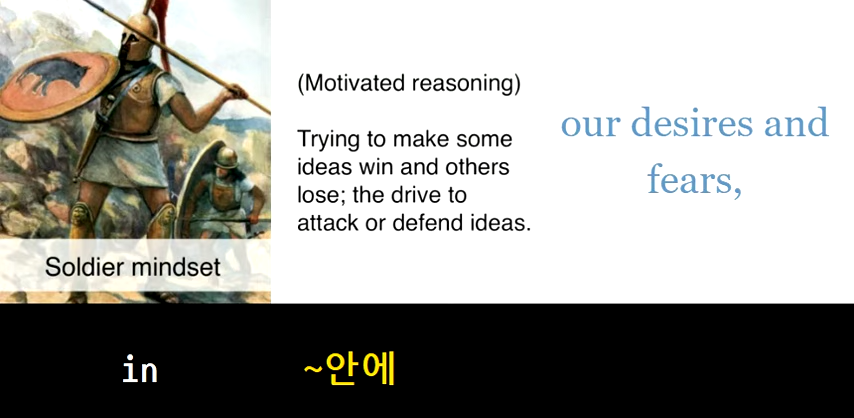 (Motivated reasoning)
Trying to make some
ideas win and others
lose; the drive to
attack or defend ideas.
Soldier mindset
our desires and
fears,
in
~안에